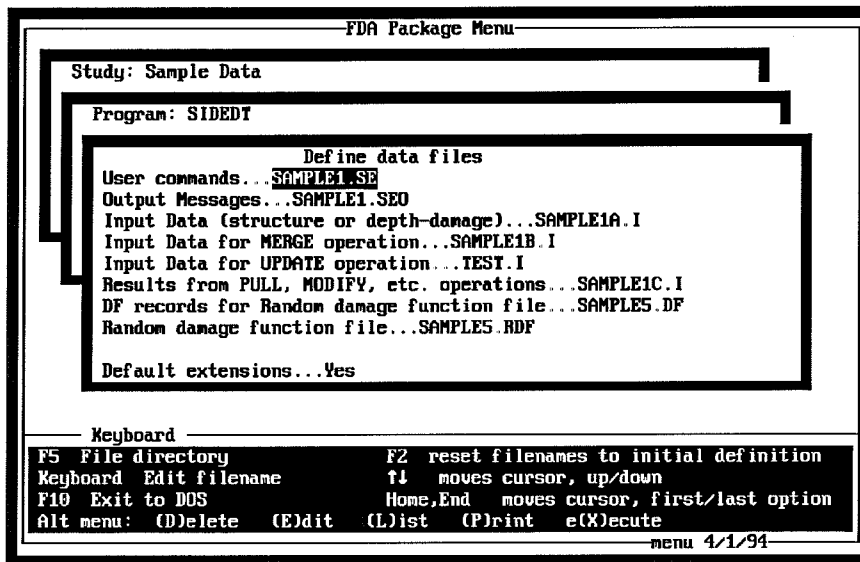 FDA Package Menu
Study: Sample Data
Program: SIDEDT
Define data files
User commands...SAMPLE1.SE
Output Messages...SAMPLE1.SEO
Input Data (structure or depth-damage)...SAMPLE1A.I
Input Data for MERGE operation...SAMPLE1B.I
Input Data for UPDATE operation...TEST.I
Results from PULL, MODIFY, etc. operations...SAMPLE1C.I
DF records for Random damage function file...SAMPLE5.DF
Random damage function file...SAMPLE5.RDF
Default extensions...Yes
Keyboard
F5 File directory F2 reset filenames to initial definition
Keyboard Edit filename ↑↓ moves cursor, up/down
F10 Exit to DOS Home,End moves cursor, first/last option
Alt menu: (D)elete (E)dit (L)ist (P)rint e(X)ecute
menu 4/1/94